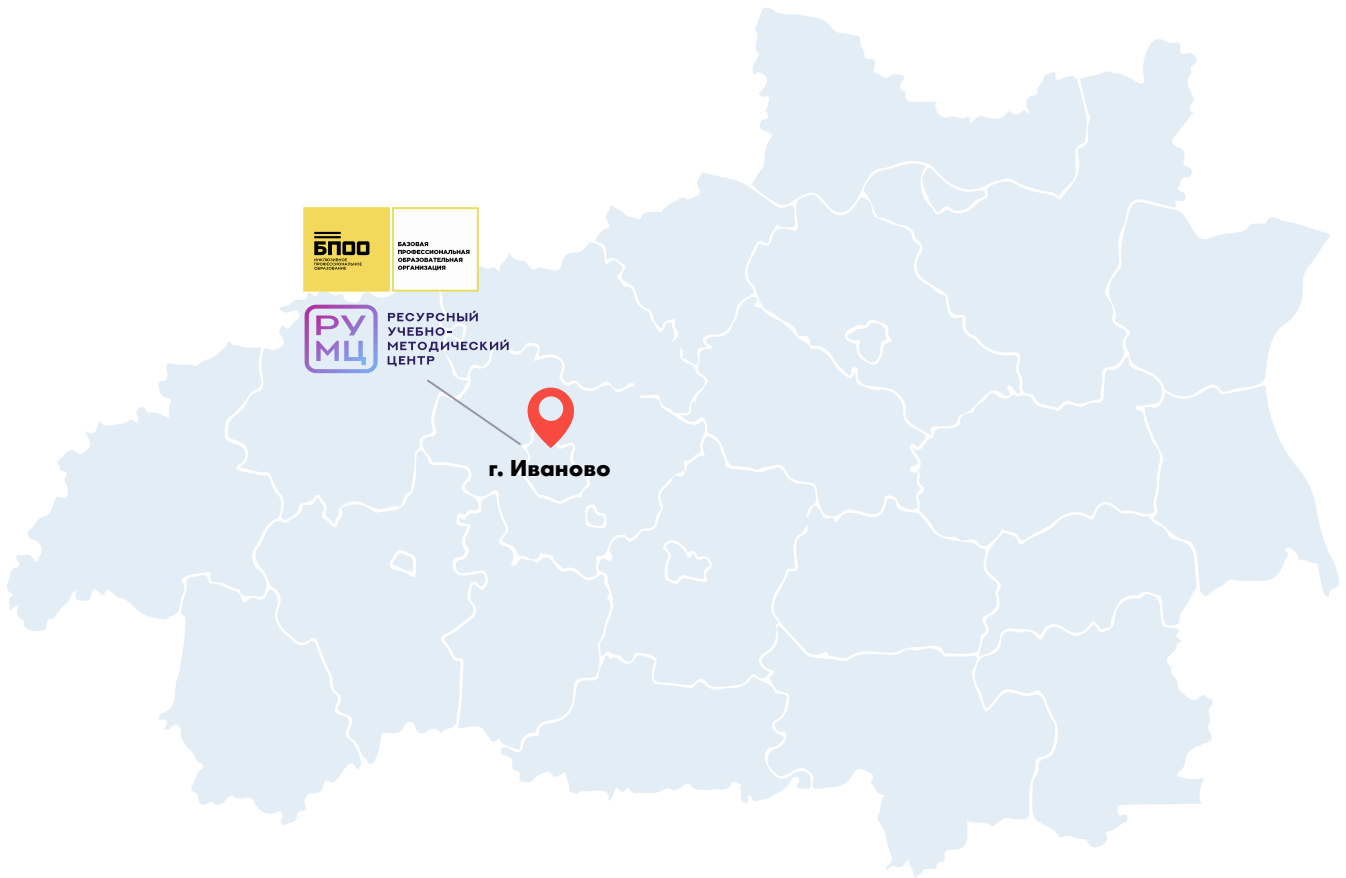 БПОО
ИНКЛЮЗИВНОЕ
ПРОФЕССИОНАЛЬНОЕ
ОБРАЗОВАНИЕ
БАЗОВАЯ
ПРОФЕССИОНАЛЬНАЯ
ОБРАЗОВАТЕЛЬНАЯ
ОРГАНИЗАЦИЯ
РУ
МЦ
РЕСУРСНЫЙ
УЧЕБНО-
МЕТОДИЧЕСКИЙ
ЦЕНТР
г. Иваново